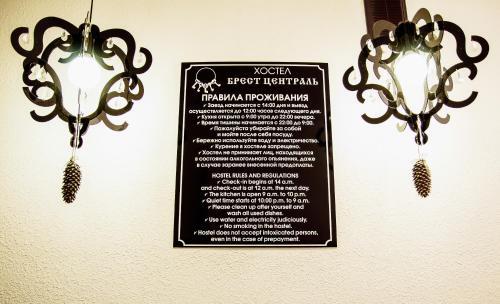 ХОСТЕЛ
БРЕСТ ЦЕНТРАЛЬ
ПРАВИЛА ПРОЖИВАНИЯ
✓ Заезд начинается с 14:00 дня и выезд
осуществляется до 12:00 часов следующего дня.
✓ Кухня открыта с 9:00 утра до 22:00 вечера.
✓ Время тишины начинается с 22:00 до 9:00.
✓ Пожалуйста убирайте за собой
и мойте после себя посуду.
✓ Бережно используйте воду и электричество.
✓ Курение в хостеле запрещено.
✓ Хостел не принимает лиц, находящихся
в состоянии алкогольного опьянения, даже
в случае заранее внесенной предоплаты.
HOSTEL RULES AND REGULATIONS
✓ Check-in begins at 14 a.m.
and check-out is at 12 a.m. the next day.
✓ The kitchen is open 9 a.m. to 10 p.m.
✓ Quiet time starts at 10:00 p.m. to 9 a.m.
✓ Please clean up after yourself and
wash all used dishes.
✓ Use water and electricity judiciously.
✓ No smoking in the hostel.
✓ Hostel does not accept intoxicated persons,
even in the case of prepayment.